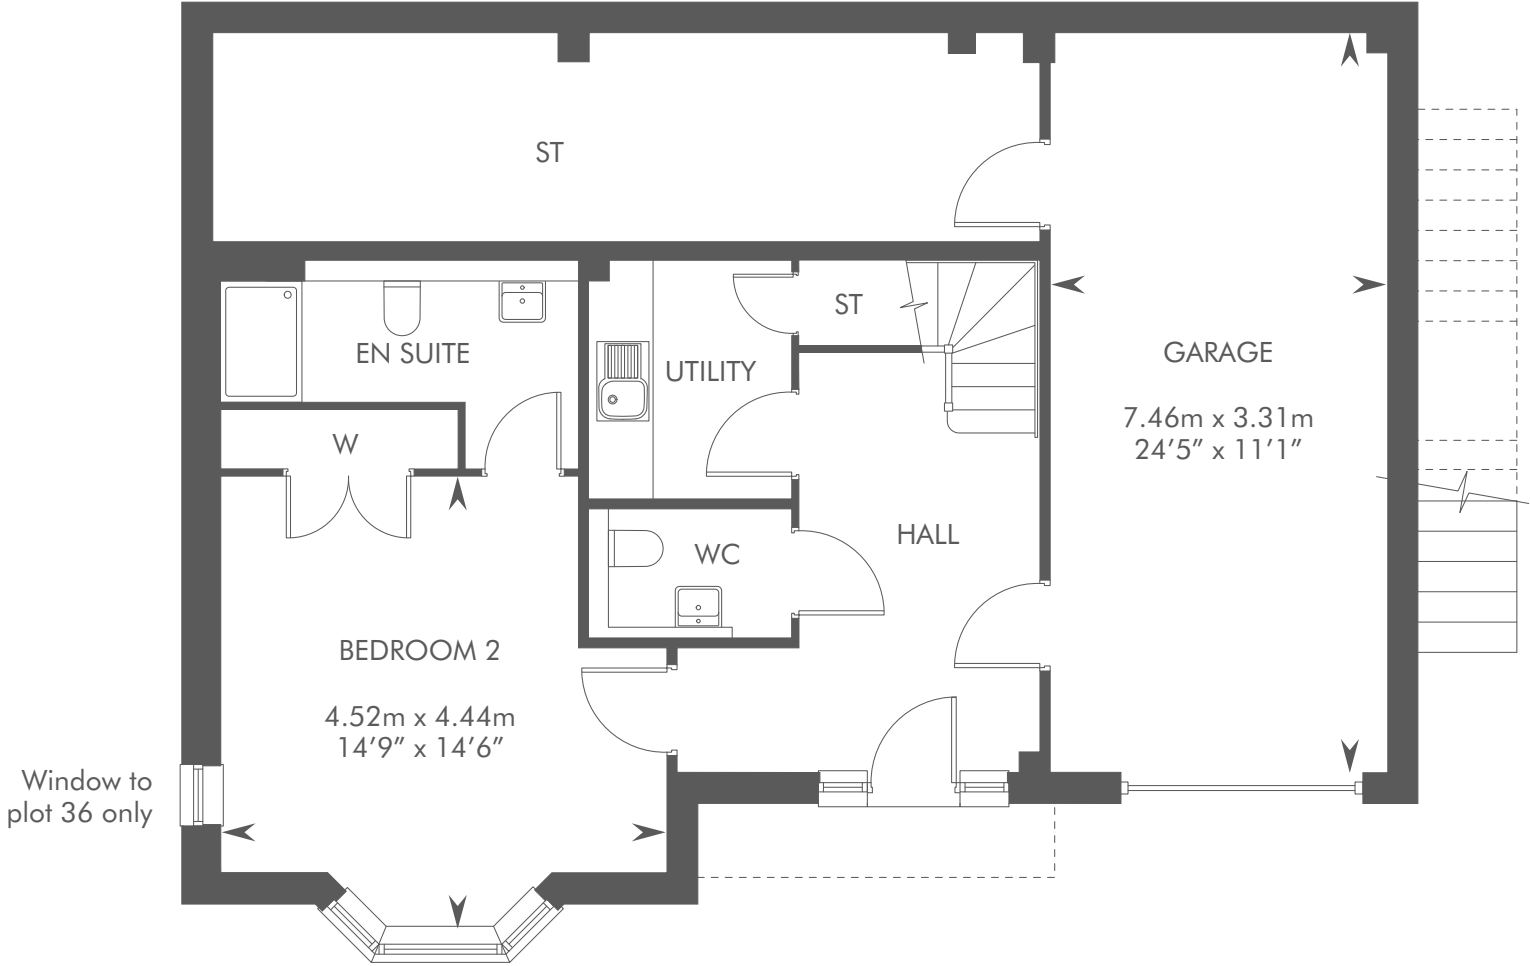 ST
ST
EN SUITE
UTILITY
GARAGE
7.46m x 3.31m
24’5” x 11’1”
W
HALL
WC
BEDROOM 2
4.52m x 4.44m
14’9” x 14’6”
Window to
plot 36 only